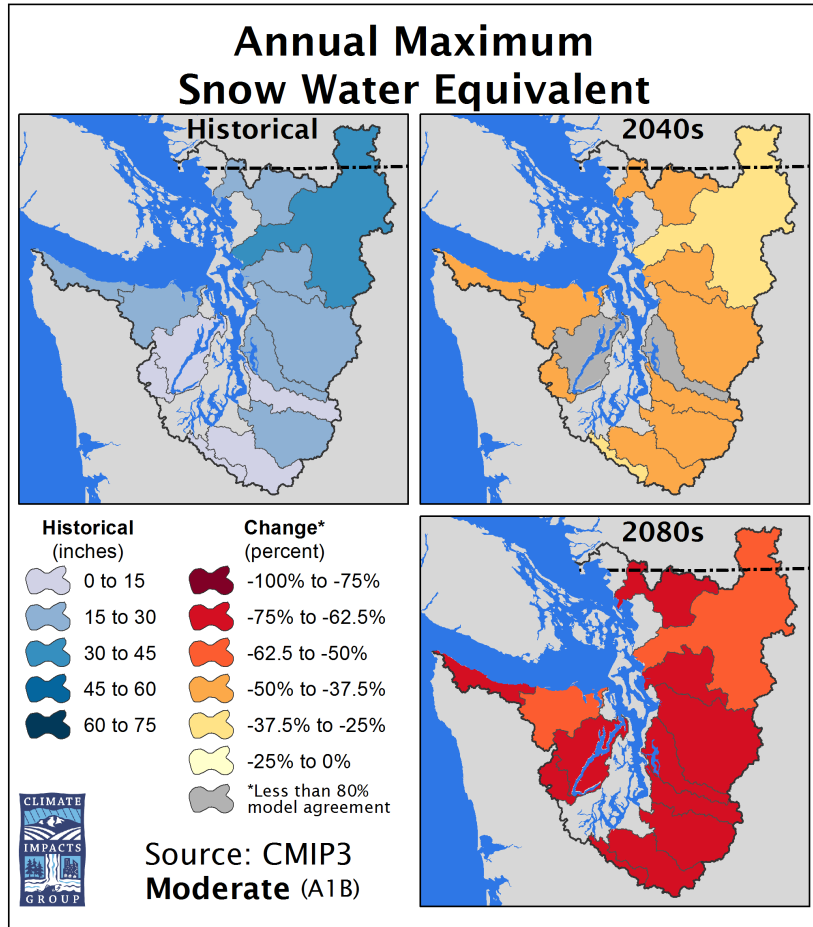 Annual Maximum
Snow Water Equivalent
Historical
2040s
Historical
(inches)
0 to 15
15 to 30
30 to 45
45 to 60
60 to 75
Change*
(percent)
-100% to -75%
-75% to -62.5%
-62.5 to -50%
-50% to -37.5%
-37.5% to -25%
-25% to 0%
*Less than 80%
model agreement
2080s
CLIMATE
IMPACTS
GROUP
Source: CMIP3
Moderate (A1B)